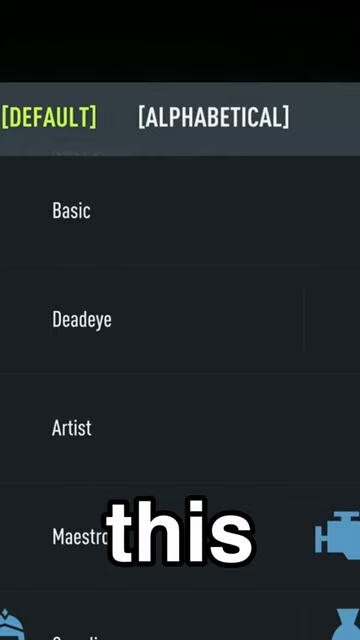 [DEFAULT] [ALPHABETICAL]
Basic
Deadeye
Artist
Maestro
this